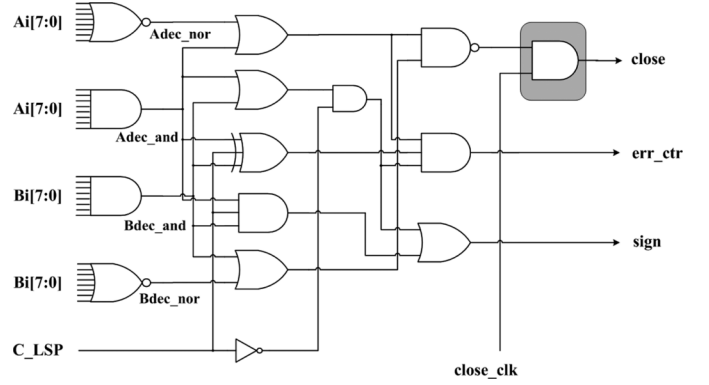 Ai[7:0]
Adec_nor
close
Ai[7:0]
Adec_and
err_ctr
Bi[7:0]
Bdec_and
sign
Bi[7:0]
Bdec_nor
C_LSP
close_clk